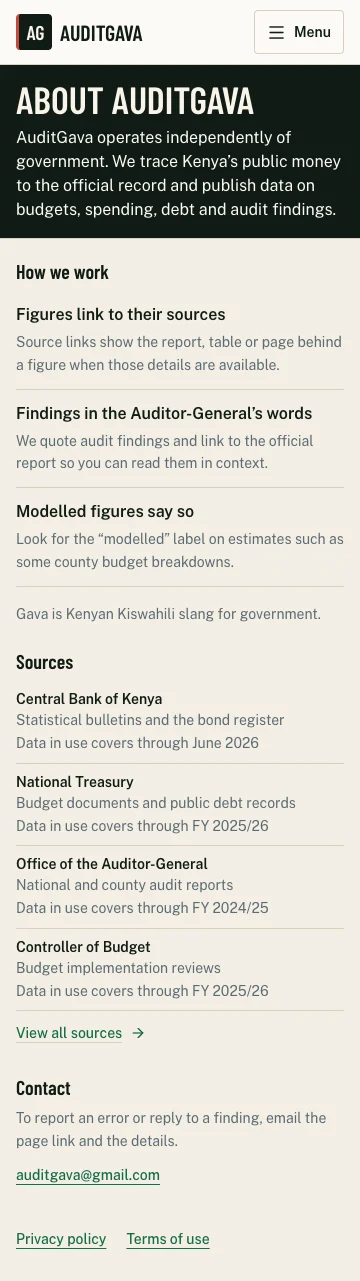 AG AUDITGAVA
Menu
ABOUT AUDITGAVA
AuditGava operates independently of
government. We trace Kenya’s public money
to the official record and publish data on
budgets, spending, debt and audit findings.
How we work
Figures link to their sources
Source links show the report, table or page behind
a figure when those details are available.
Findings in the Auditor-General’s words
We quote audit findings and link to the official
report so you can read them in context.
Modelled figures say so
Look for the “modelled” label on estimates such as
some county budget breakdowns.
Gava is Kenyan Kiswahili slang for government.
Sources
Central Bank of Kenya
Statistical bulletins and the bond register
Data in use covers through June 2026
National Treasury
Budget documents and public debt records
Data in use covers through FY 2025/26
Office of the Auditor-General
National and county audit reports
Data in use covers through FY 2024/25
Controller of Budget
Budget implementation reviews
Data in use covers through FY 2025/26
View all sources →
Contact
To report an error or reply to a finding, email the
page link and the details.
auditgava@gmail.com
Privacy policy Terms of use